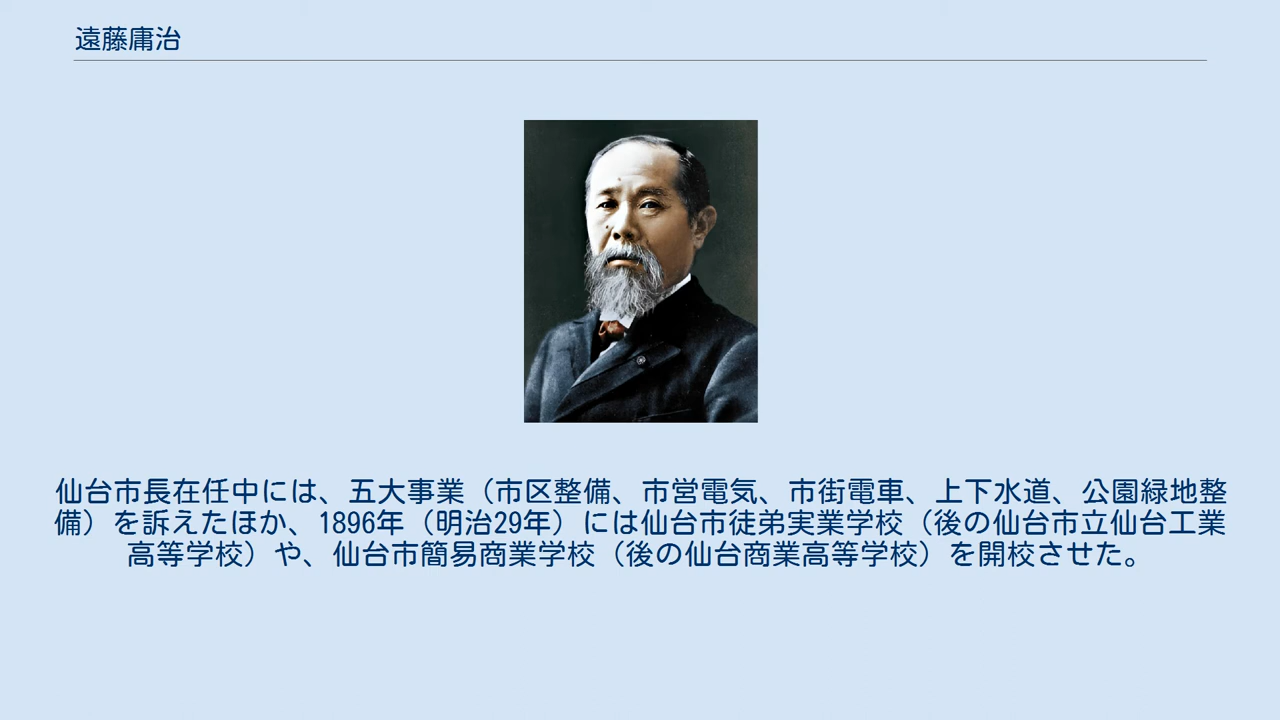 遠藤庸治
仙台市長在任中には、五大事業（市区整備、市営電気、市街電車、上下水道、公園緑地整
備）を訴えたほか、1896年（明治29年）には仙台市徒弟実業学校（後の仙台市立仙台工業
高等学校）や、仙台市簡易商業学校（後の仙台商業高等学校）を開校させた。